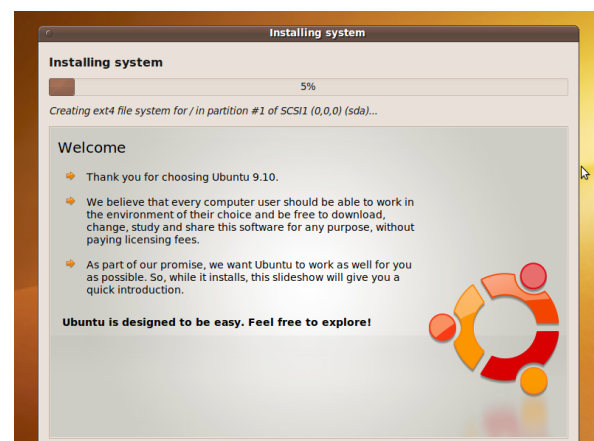 Installing system
Installing system
5%
Creating ext4 file system for / in partition #1 of SCSI1 (0,0,0) (sda)...
Welcome
Thank you for choosing Ubuntu 9.10.
We believe that every computer user should be able to work in
the environment of their choice and be free to download,
change, study and share this software for any purpose, without
paying licensing fees.
As part of our promise, we want Ubuntu to work as well for you
as possible. So, while it installs, this slideshow will give you a
quick introduction.
Ubuntu is designed to be easy. Feel free to explore!